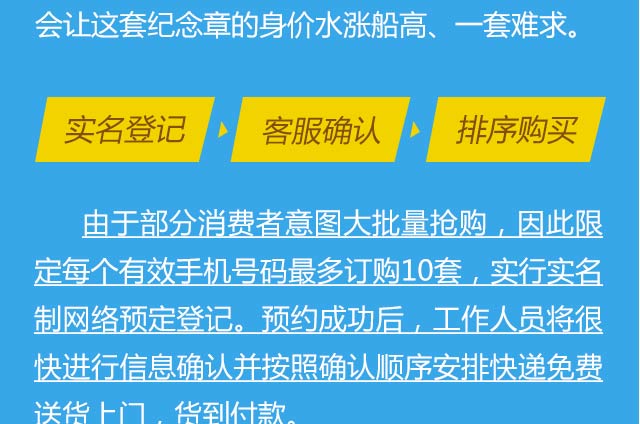 会让这套纪念章的身价水涨船高、一套难求。
实名登记 客服确认 排序购买
由于部分消费者意图大批量抢购，因此限
定每个有效手机号码最多订购10套，实行实名
制网络预定登记。预约成功后，工作人员将很
快进行信息确认并按照确认顺序安排快递免费
送货上门，货到付款。